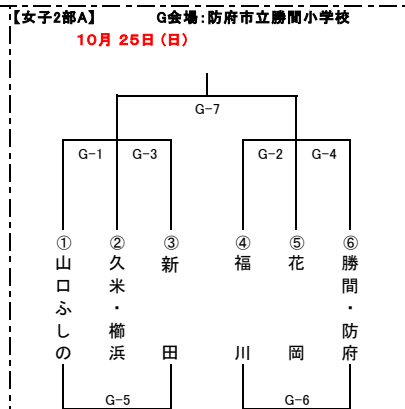 【女子2部A】 G会場:防府市立勝間小学校
10月 25日(日)
G-7
G-1 G-3 G-2 G-4
① ② ③ ④ ⑤ ⑥
山口ふしの
久米・櫛浜
新田
福川
花岡
勝間・防府
G-5 G-6